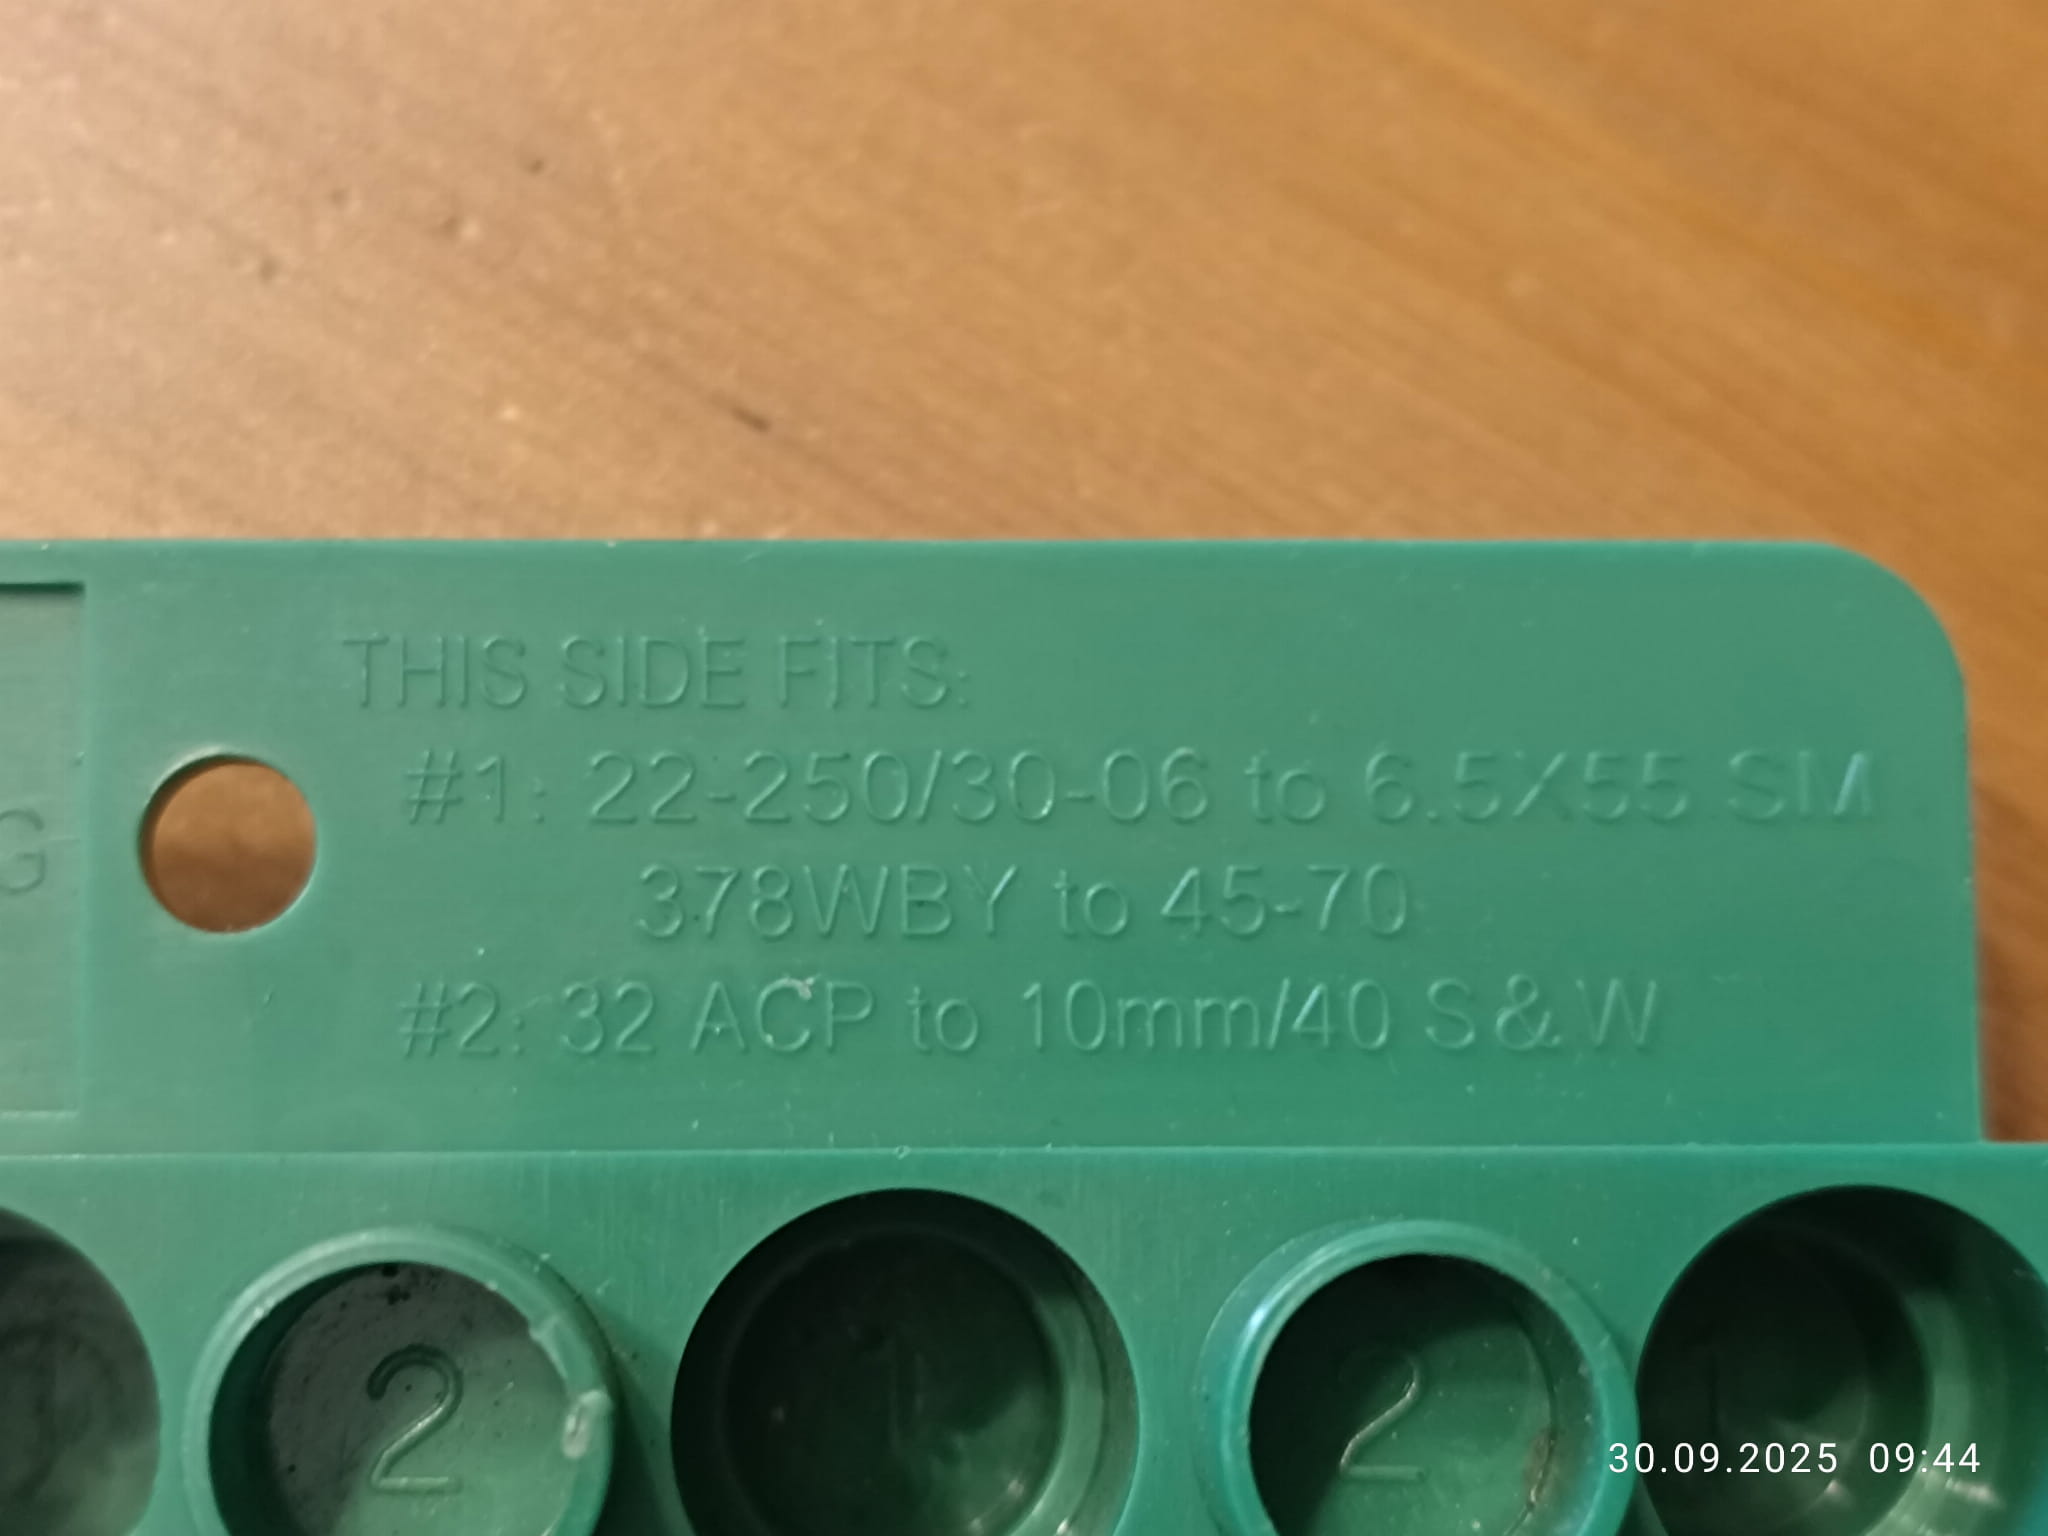 THIS SIDE FITS:
#1: 22-250/30-06 to 6.5X55 SM
378WBY to 45-70
#2: 32 ACP to 10mm/40 S&W
G
2
1
2
1
30.09.2025 09:44